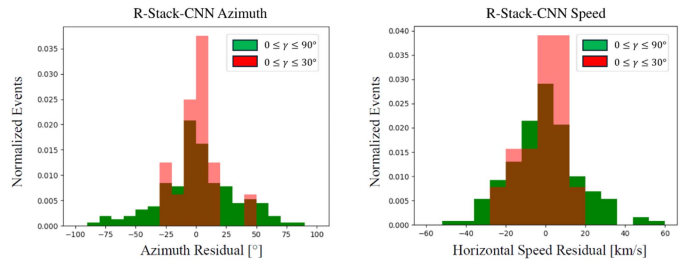 R-Stack-CNN Azimuth
0 ≤ γ ≤ 90°
0 ≤ γ ≤ 30°
Normalized Events
0.035
0.030
0.025
0.020
0.015
0.010
0.005
0.000
-100 -75 -50 -25 0 25 50 75 100
Azimuth Residual [°]
R-Stack-CNN Speed
0 ≤ γ ≤ 90°
0 ≤ γ ≤ 30°
Normalized Events
0.040
0.035
0.030
0.025
0.020
0.015
0.010
0.005
0.000
-60 -40 -20 0 20 40 60
Horizontal Speed Residual [km/s]